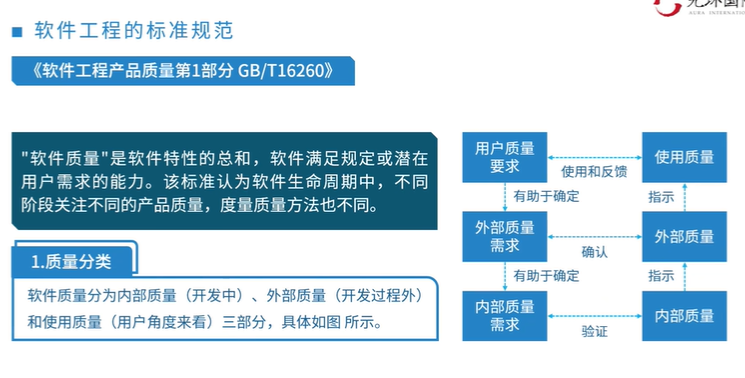 软件工程的标准规范
《软件工程产品质量第1部分 GB/T16260》
"软件质量"是软件特性的总和，软件满足规定或潜在
用户需求的能力。该标准认为软件生命周期中，不同
阶段关注不同的产品质量，度量质量方法也不同。
1.质量分类
软件质量分为内部质量（开发中）、外部质量（开发过程外）
和使用质量（用户角度来看）三部分，具体如图 所示。
用户质量
要求
使用和反馈
使用质量
有助于确定
指示
外部质量
需求
确认
外部质量
有助于确定
指示
内部质量
需求
验证
内部质量